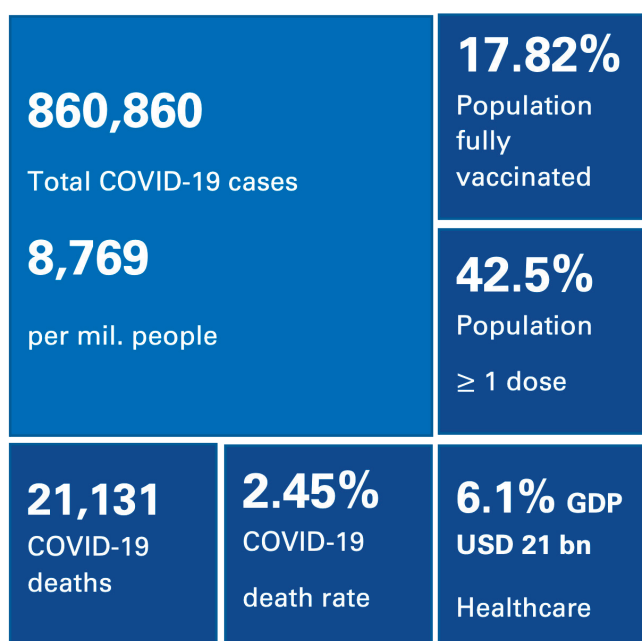 860,860
Total COVID-19 cases
8,769
per mil. people
17.82%
Population
fully
vaccinated
42.5%
Population
≥ 1 dose
21,131
COVID-19
deaths
2.45%
COVID-19
death rate
6.1% GDP
USD 21 bn
Healthcare